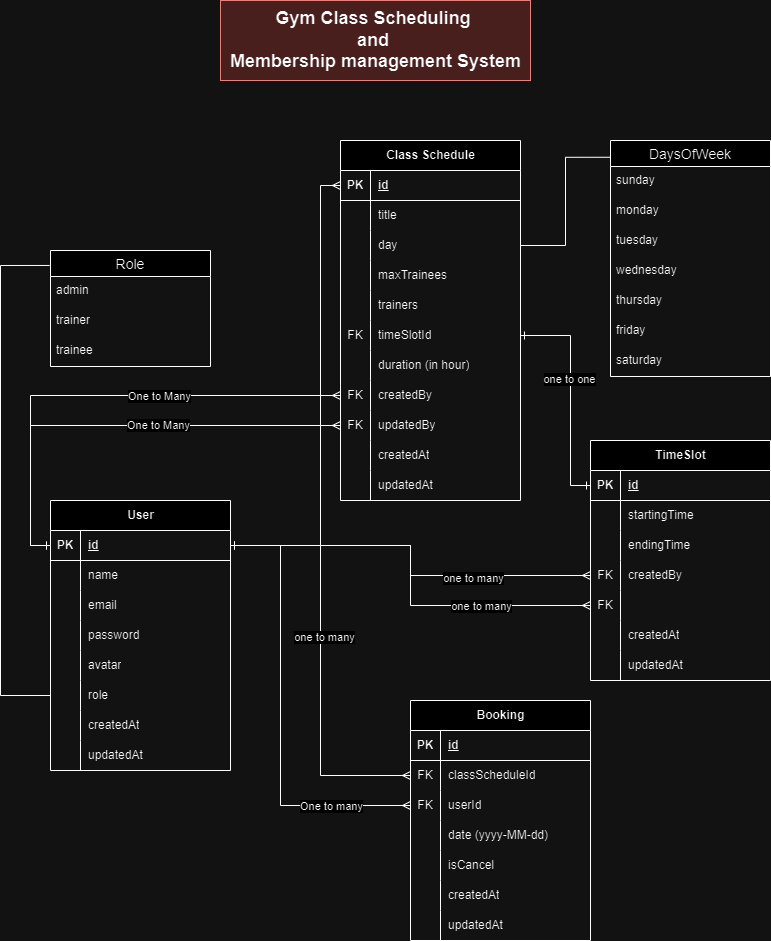 Gym Class Scheduling
and
Membership management System
Class Schedule
PK id
title
day
maxTrainees
trainers
FK timeSlotId
duration (in hour)
FK createdBy
FK updatedBy
createdAt
updatedAt
DaysOfWeek
sunday
monday
tuesday
wednesday
thursday
friday
saturday
Role
admin
trainer
trainee
One to Many
One to Many
one to one
TimeSlot
PK id
startingTime
endingTime
FK createdBy
FK
createdAt
updatedAt
User
PK id
name
email
password
avatar
role
createdAt
updatedAt
one to many
one to many
one to many
One to many
Booking
PK id
FK classScheduleId
FK userId
date (yyyy-MM-dd)
isCancel
createdAt
updatedAt